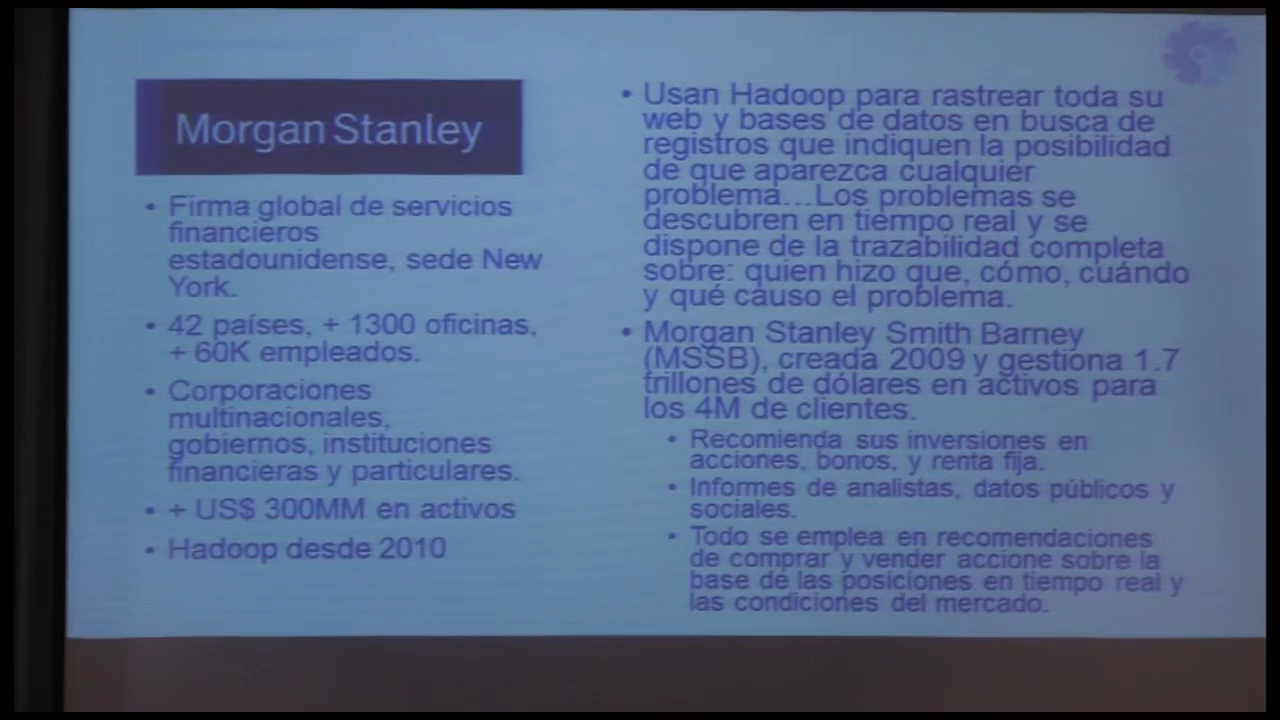 Morgan Stanley
• Firma global de servicios
financieros
estadounidense, sede New
York.
• 42 países, + 1300 oficinas,
+ 60K empleados.
• Corporaciones
multinacionales,
gobiernos, instituciones
financieras y particulares.
• + US$ 300MM en activos
• Hadoop desde 2010
• Usan Hadoop para rastrear toda su
web y bases de datos en busca de
registros que indiquen la posibilidad
de que aparezca cualquier
problema...Los problemas se
descubren en tiempo real y se
dispone de la trazabilidad completa
sobre: quien hizo que, cómo, cuándo
y qué causo el problema.
• Morgan Stanley Smith Barney
(MSSB), creada 2009 y gestiona 1.7
trillones de dólares en activos para
los 4M de clientes.
• Recomienda sus inversiones en
acciones, bonos, y renta fija.
• Informes de analistas, datos públicos y
sociales.
• Todo se emplea en recomendaciones
de comprar y vender accione sobre la
base de las posiciones en tiempo real y
las condiciones del mercado.